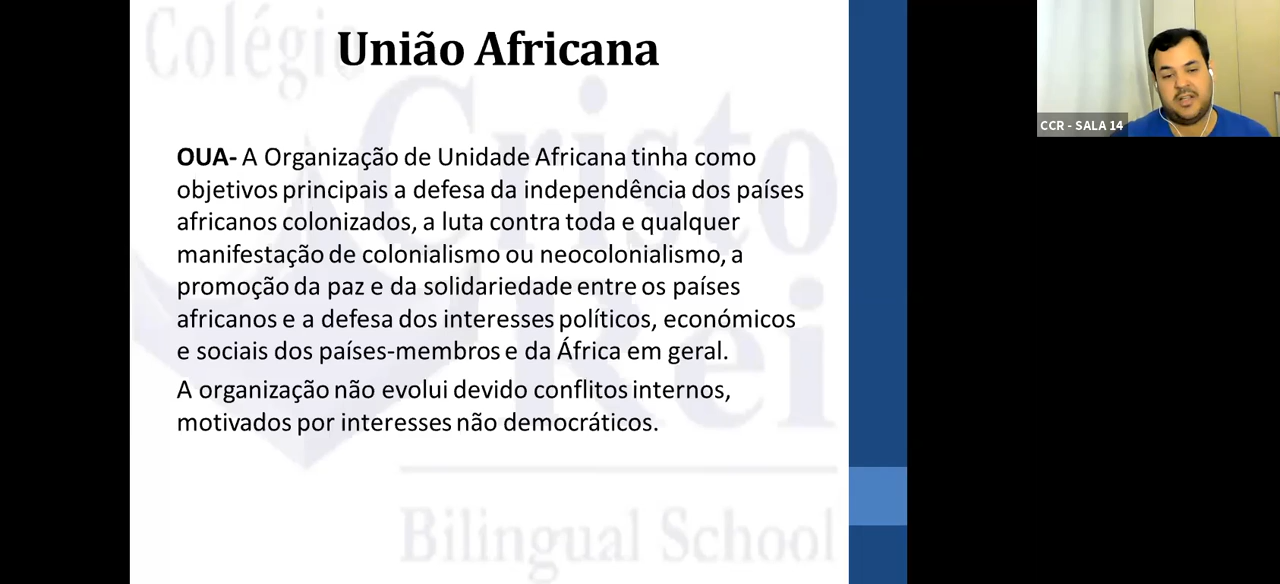 União Africana
OUA- A Organização de Unidade Africana tinha como
objetivos principais a defesa da independência dos países
africanos colonizados, a luta contra toda e qualquer
manifestação de colonialismo ou neocolonialismo, a
promoção da paz e da solidariedade entre os países
africanos e a defesa dos interesses políticos, económicos
e sociais dos países-membros e da África em geral.
A organização não evolui devido conflitos internos,
motivados por interesses não democráticos.
Colégio
Cristo
Rei
Bilingual School
CCR - SALA 14